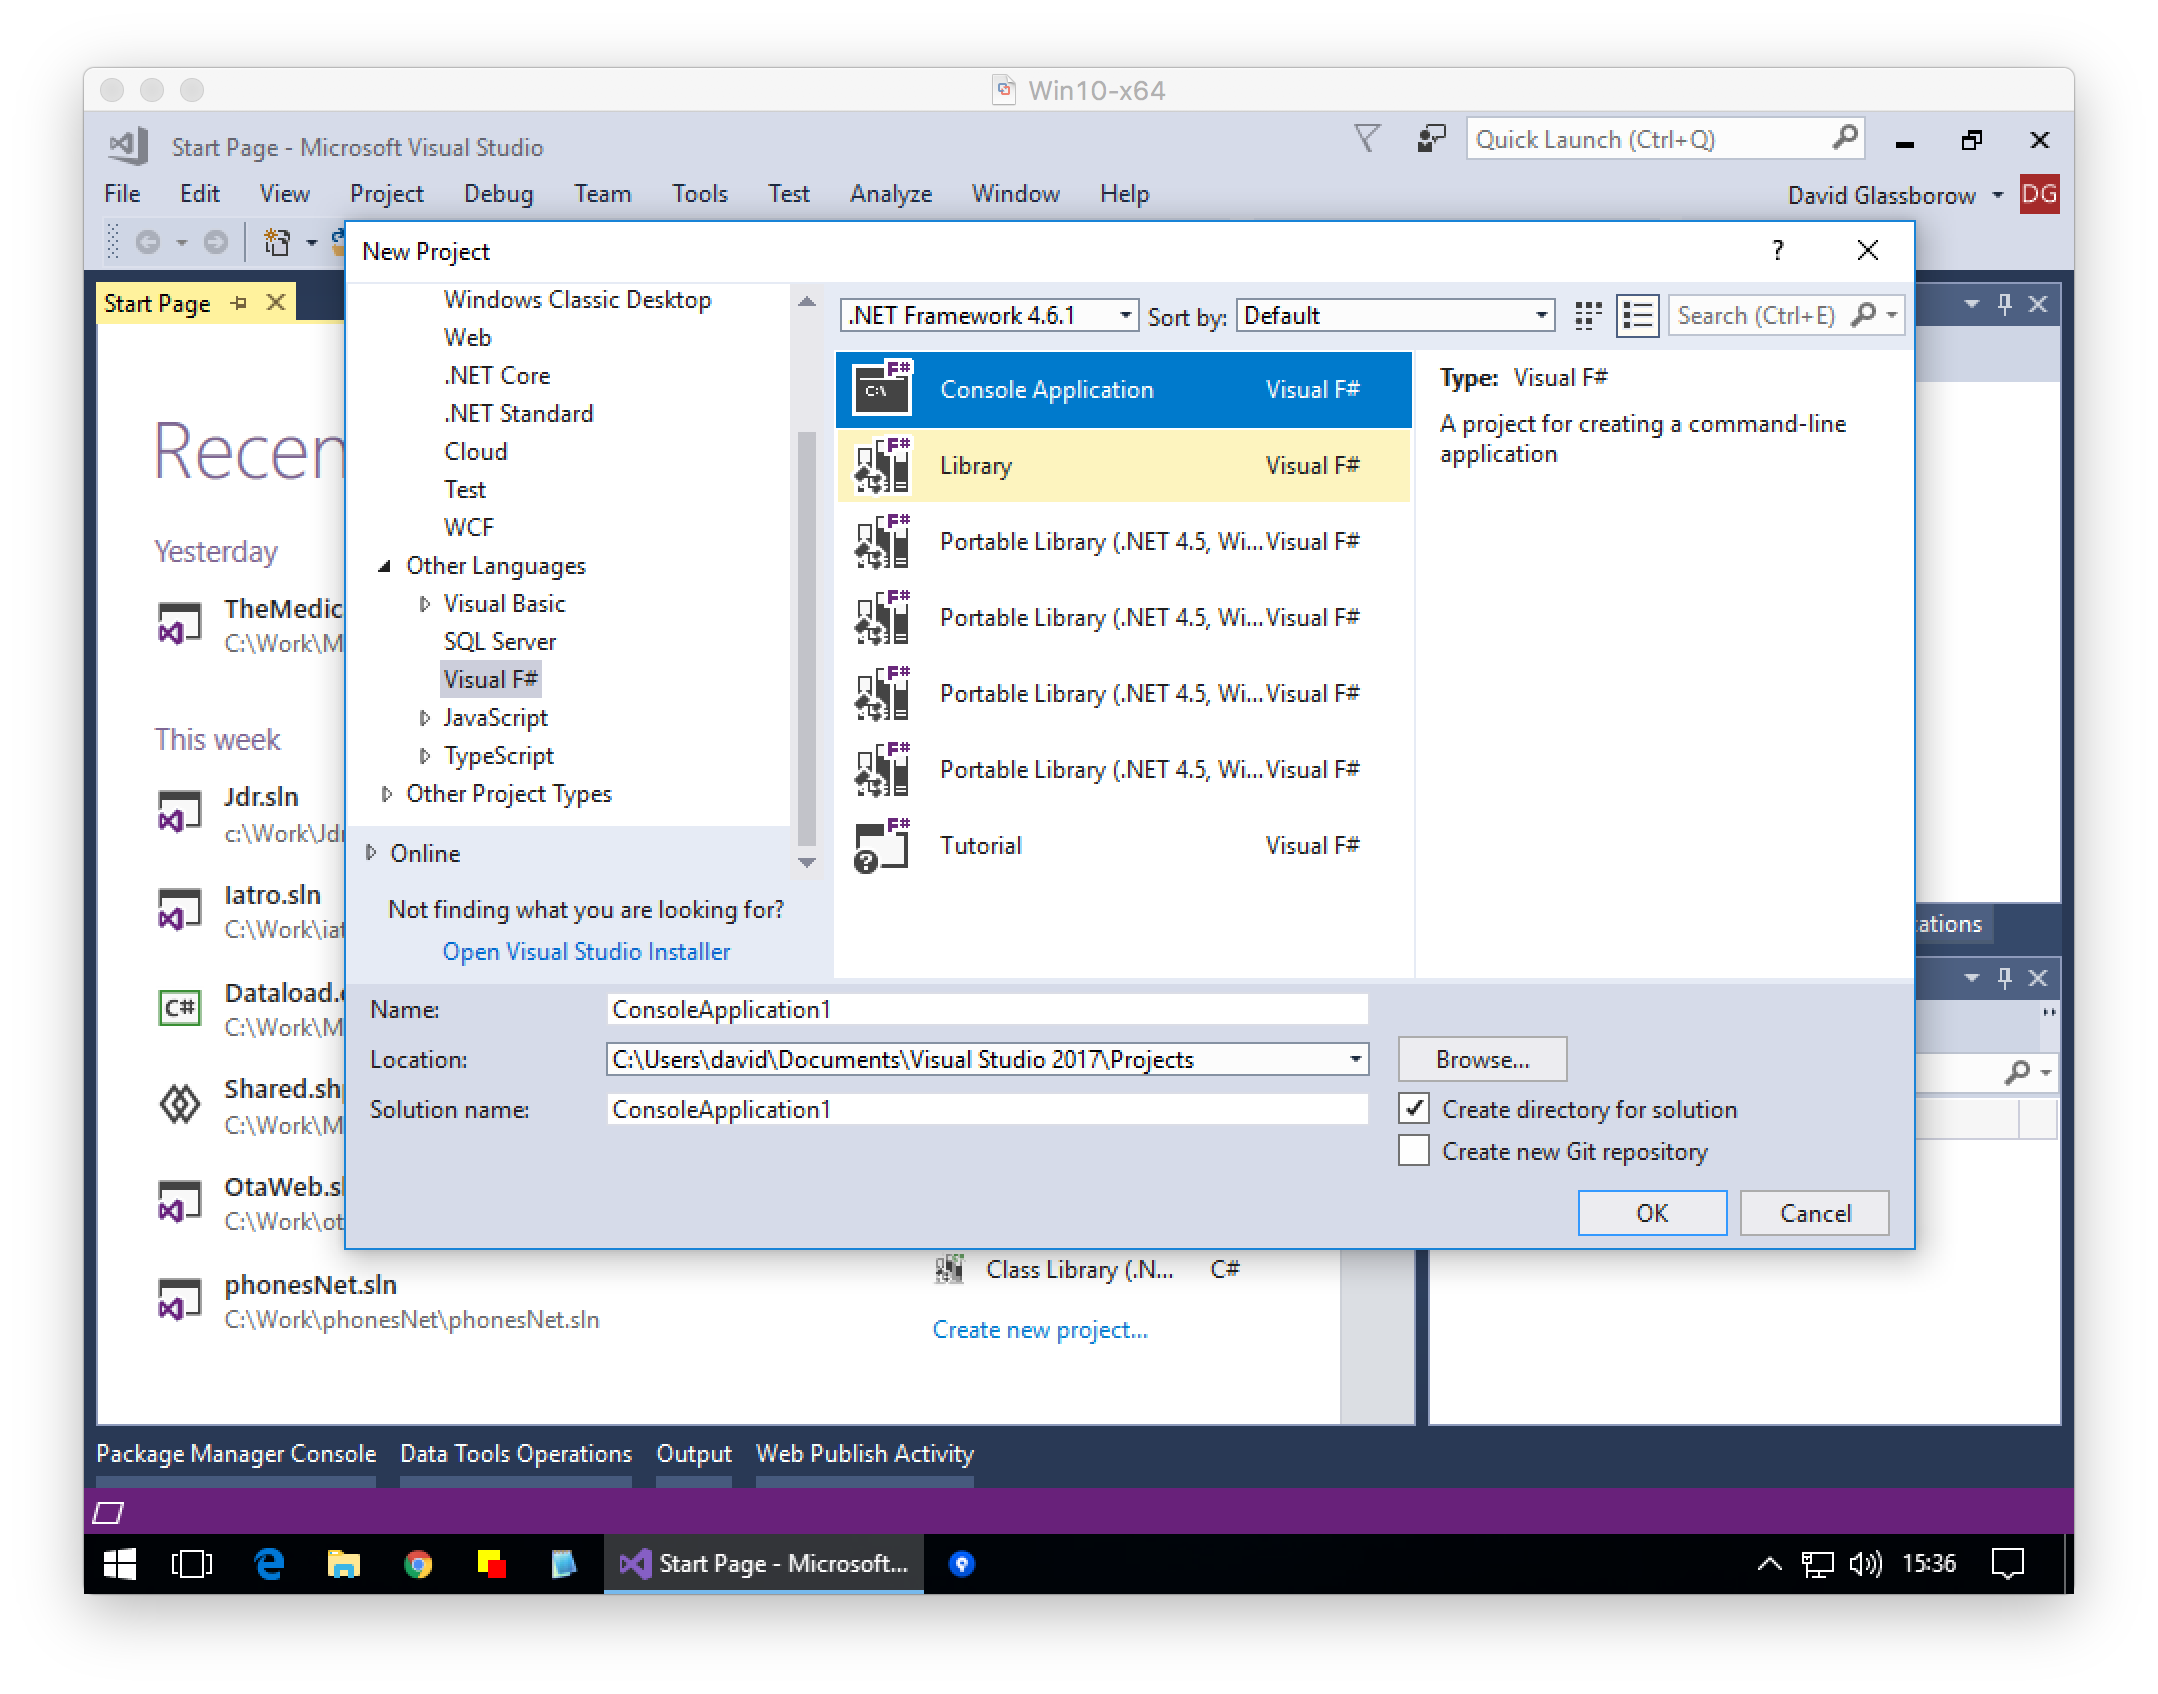 Win10-x64
Start Page - Microsoft Visual Studio
Quick Launch (Ctrl+Q)
File Edit View Project Debug Team Tools Test Analyze Window Help
David Glassborow DG
New Project
?
Start Page
Windows Classic Desktop
Web
.NET Core
.NET Standard
Cloud
Test
WCF
Other Languages
Visual Basic
SQL Server
Visual F#
JavaScript
TypeScript
Other Project Types
Online
Not finding what you are looking for?
Open Visual Studio Installer
.NET Framework 4.6.1 Sort by: Default
Search (Ctrl+E)
Console Application Visual F#
Library Visual F#
Portable Library (.NET 4.5, Wi... Visual F#
Portable Library (.NET 4.5, Wi... Visual F#
Portable Library (.NET 4.5, Wi... Visual F#
Portable Library (.NET 4.5, Wi... Visual F#
Tutorial Visual F#
Type: Visual F#
A project for creating a command-line
application
Name: ConsoleApplication1
Location: C:\Users\david\Documents\Visual Studio 2017\Projects
Browse...
Solution name: ConsoleApplication1
Create directory for solution
Create new Git repository
OK Cancel
Recen
Yesterday
TheMedic
C:\Work\M
This week
Jdr.sln
c:\Work\Jdr
Iatro.sln
C:\Work\iat
C#
Dataload.
C:\Work\M
Shared.sh
C:\Work\M
OtaWeb.s
C:\Work\ot
phonesNet.sln
C:\Work\phonesNet\phonesNet.sln
Class Library (.N... C#
Create new project...
ations
Package Manager Console Data Tools Operations Output Web Publish Activity
Start Page - Microsoft...
15:36